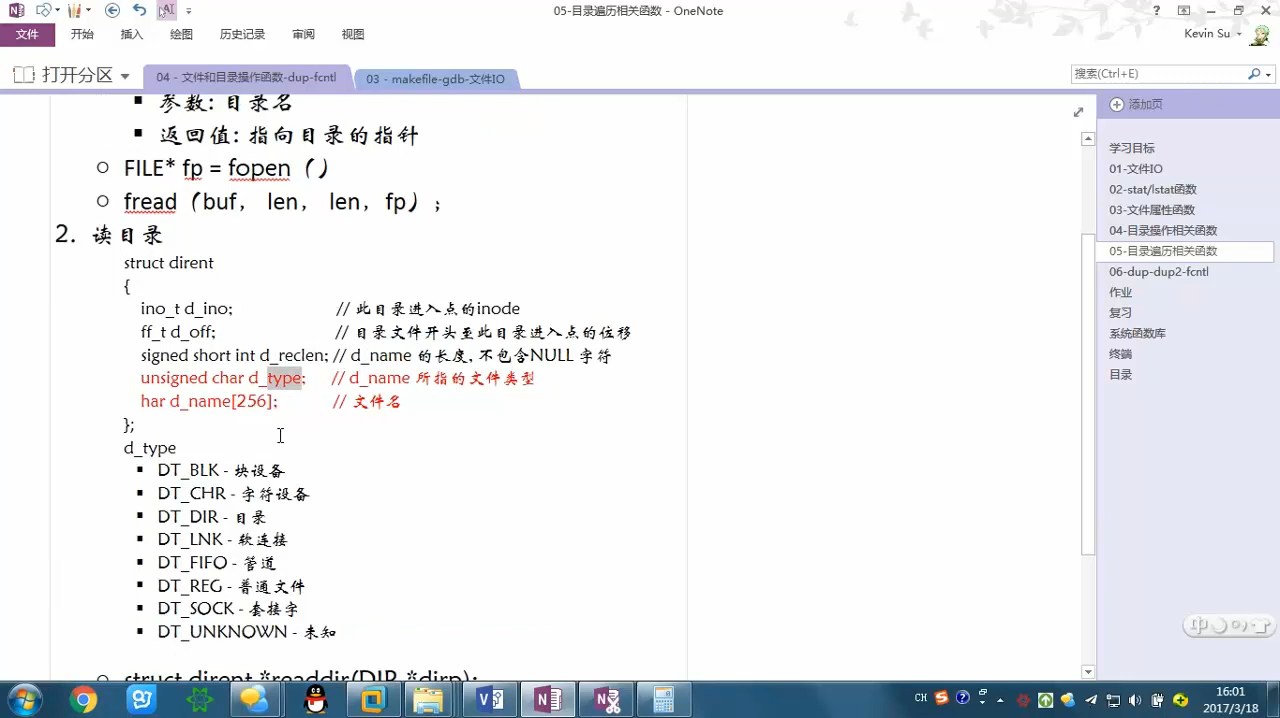 05-目录遍历相关函数 - OneNote
文件 开始 插入 绘图 历史记录 审阅 视图
Kevin Su
打开分区
04 - 文件和目录操作函数-dup-fcntl
03 - makefile-gdb-文件IO
搜索(Ctrl+E)
▪ 参数: 目录名
▪ 返回值: 指向目录的指针
○ FILE* fp = fopen（）
○ fread（buf， len， len，fp）；
2. 读目录
struct dirent
{
ino_t d_ino; // 此目录进入点的inode
ff_t d_off; // 目录文件开头至此目录进入点的位移
signed short int d_reclen; // d_name 的长度, 不包含NULL 字符
unsigned char d_type; // d_name 所指的文件类型
har d_name[256]; // 文件名
};
d_type
▪ DT_BLK - 块设备
▪ DT_CHR - 字符设备
▪ DT_DIR - 目录
▪ DT_LNK - 软连接
▪ DT_FIFO - 管道
▪ DT_REG - 普通文件
▪ DT_SOCK - 套接字
▪ DT_UNKNOWN - 未知
○ struct dirent *readdir(DIR *dirp);
添加页
学习目标
01-文件IO
02-stat/lstat函数
03-文件属性函数
04-目录操作相关函数
05-目录遍历相关函数
06-dup-dup2-fcntl
作业
复习
系统函数库
终端
目录
中
CH
16:01
2017/3/18